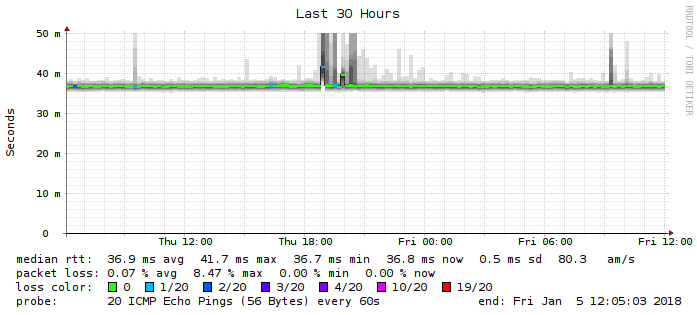 Last 30 Hours
RRDTOOL / TOBI OETIKER
Seconds
50 m
40 m
30 m
20 m
10 m
0
Thu 12:00 Thu 18:00 Fri 00:00 Fri 06:00 Fri 12:00
median rtt: 36.9 ms avg 41.7 ms max 36.7 ms min 36.8 ms now 0.5 ms sd 80.3 am/s
packet loss: 0.07 % avg 8.47 % max 0.00 % min 0.00 % now
loss color: 0 1/20 2/20 3/20 4/20 10/20 19/20
probe: 20 ICMP Echo Pings (56 Bytes) every 60s end: Fri Jan 5 12:05:03 2018